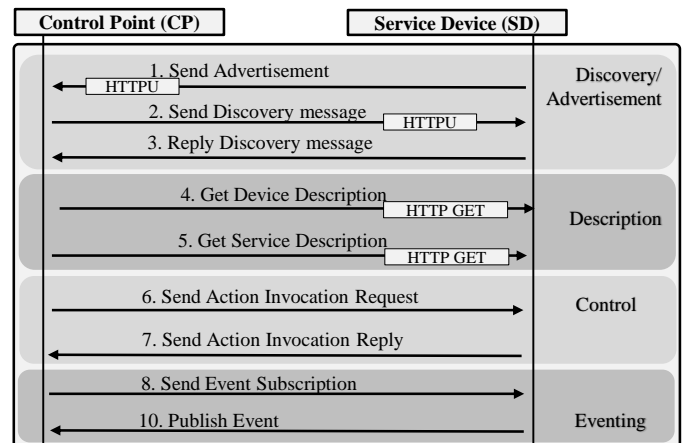 Control Point (CP)
Service Device (SD)
1. Send Advertisement
HTTPU
Discovery/
Advertisement
2. Send Discovery message
HTTPU
3. Reply Discovery message
4. Get Device Description
HTTP GET
Description
5. Get Service Description
HTTP GET
6. Send Action Invocation Request
Control
7. Send Action Invocation Reply
8. Send Event Subscription
10. Publish Event
Eventing